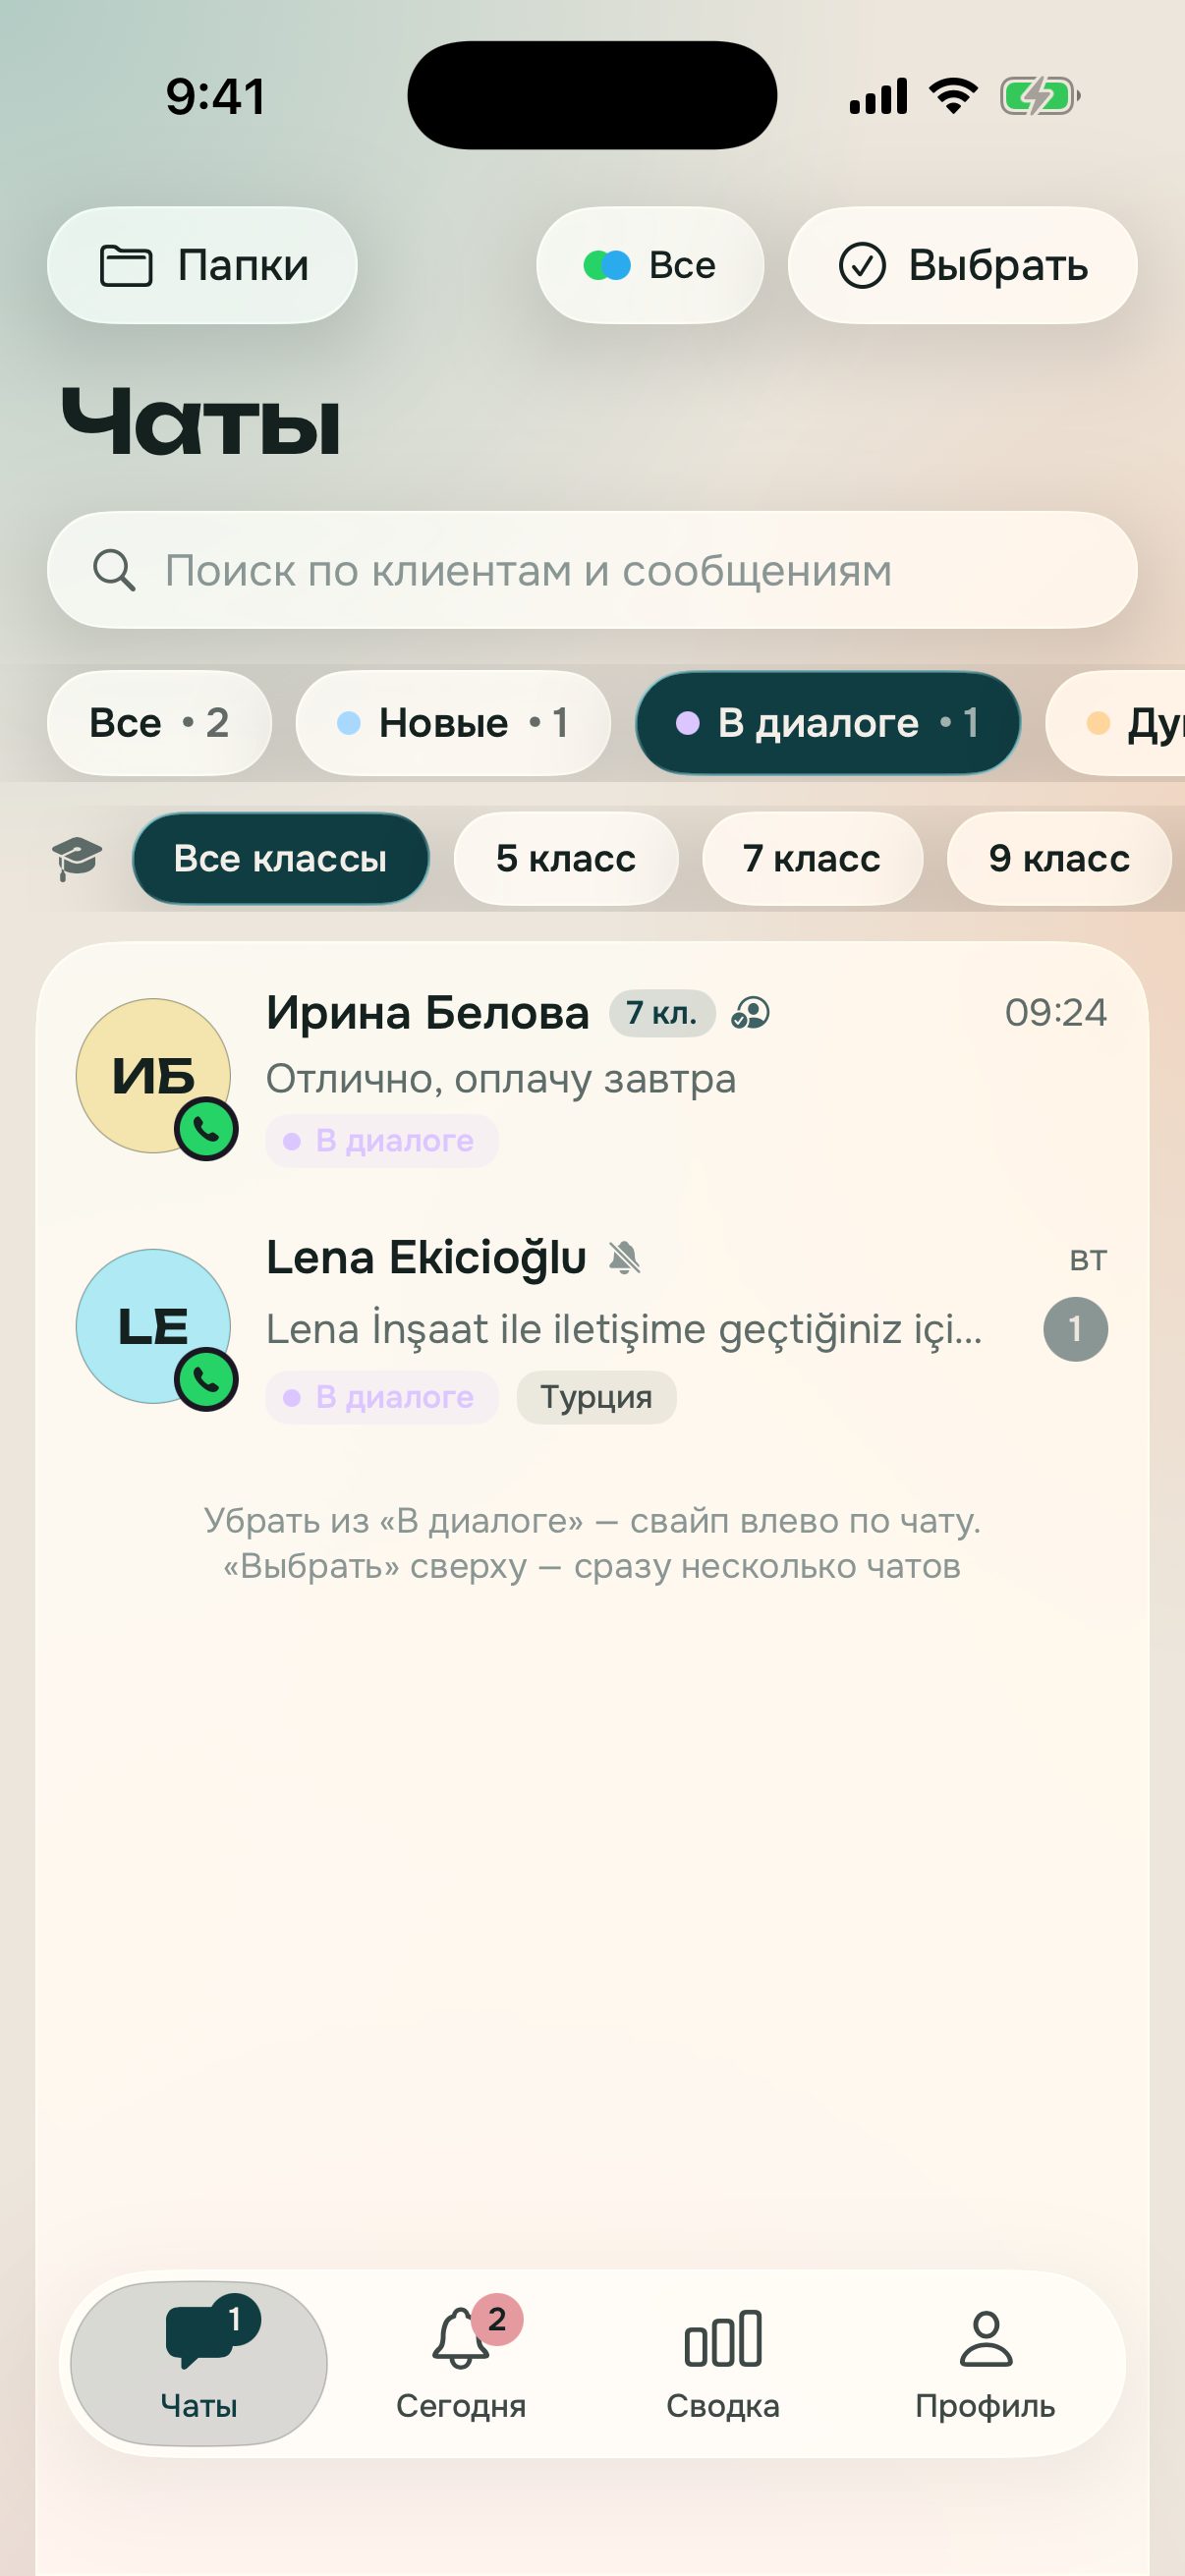 9:41
Папки
Все
Выбрать
Чаты
Поиск по клиентам и сообщениям
Все • 2
Новые • 1
В диалоге • 1
Все классы
5 класс
7 класс
9 класс
ИБ
Ирина Белова
7 кл.
09:24
Отлично, оплачу завтра
В диалоге
LE
Lena Ekicioğlu
вт
Lena İnşaat ile iletişime geçtiğiniz içi...
1
В диалоге
Турция
Убрать из «В диалоге» — свайп влево по чату.
«Выбрать» сверху — сразу несколько чатов
1
Чаты
2
Сегодня
Сводка
Профиль